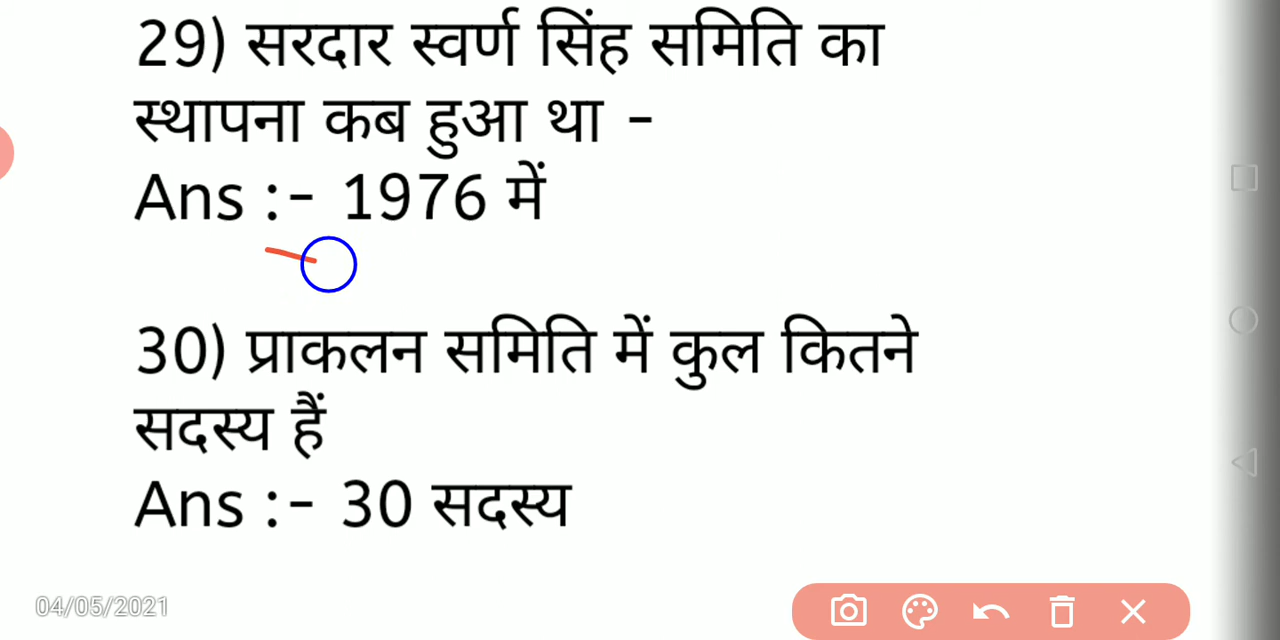 29) सरदार स्वर्ण सिंह समिति का
स्थापना कब हुआ था -
Ans :- 1976 में
30) प्राकलन समिति में कुल कितने
सदस्य हैं
Ans :- 30 सदस्य
04/05/2021